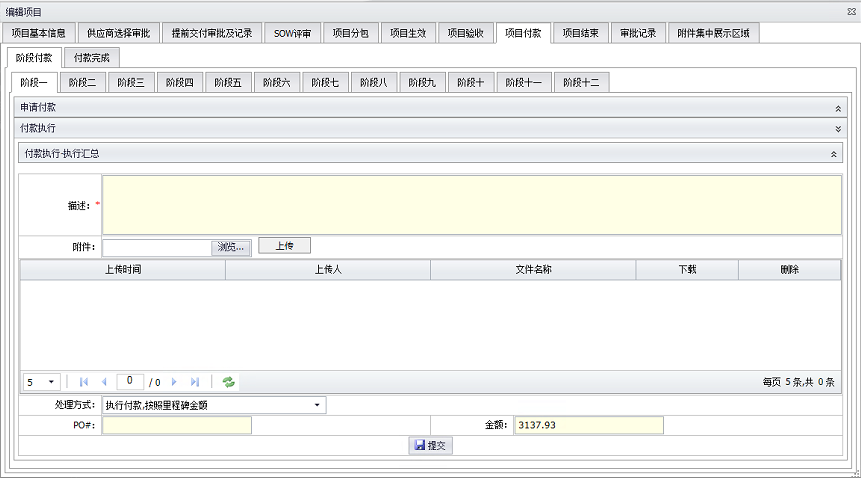 编辑项目
项目基本信息 供应商选择审批 提前交付审批及记录 SOW评审 项目分包 项目生效 项目验收 项目付款 项目结束 审批记录 附件集中展示区域
阶段付款 付款完成
阶段一 阶段二 阶段三 阶段四 阶段五 阶段六 阶段七 阶段八 阶段九 阶段十 阶段十一 阶段十二
申请付款
付款执行
付款执行-执行汇总
描述: *
附件: 浏览... 上传
上传时间 上传人 文件名称 下载 删除
5 0 / 0 每页 5 条,共 0 条
处理方式: 执行付款,按照里程碑金额
PO#: 金额: 3137.93
提交